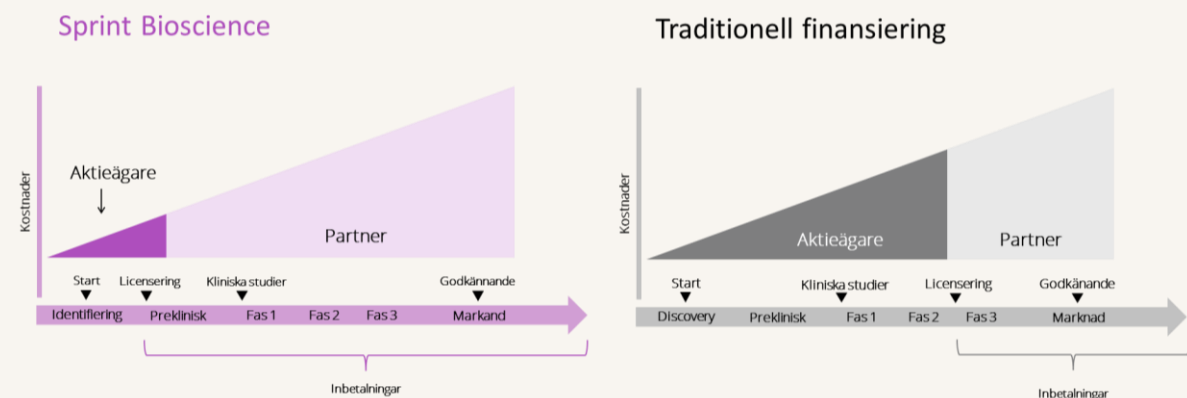 Sprint Bioscience
Kostnader
Aktieägare
Partner
Start
Licensering
Kliniska studier
Godkännande
Identifiering
Preklinisk
Fas 1
Fas 2
Fas 3
Markand
Inbetalningar
Traditionell finansiering
Kostnader
Aktieägare
Partner
Start
Kliniska studier
Licensering
Godkänande
Discovery
Preklinisk
Fas 1
Fas 2
Fas 3
Marknad
Inbetalningar